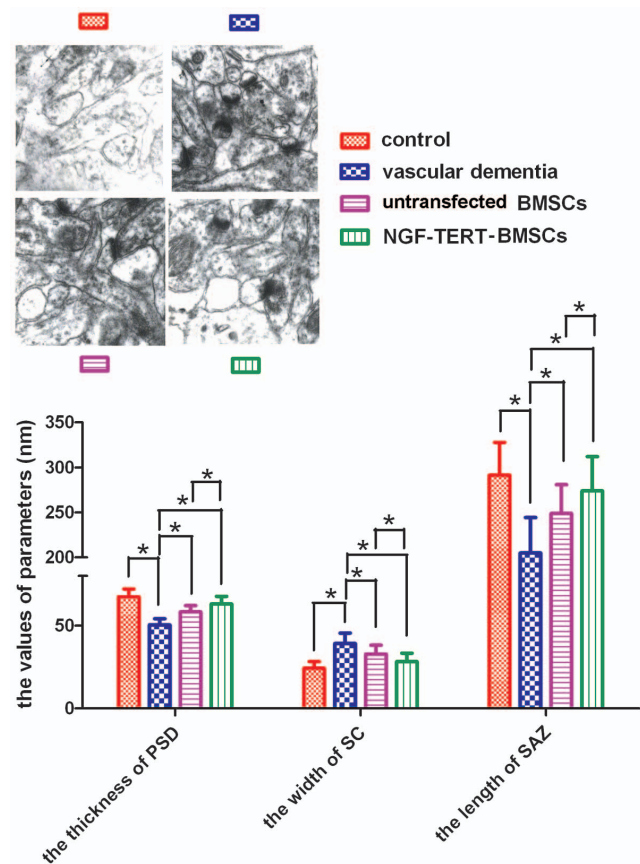 control
vascular dementia
untransfected BMSCs
NGF-TERT-BMSCs
the values of parameters (nm)
350
300
250
200
50
0
*
*
*
*
*
*
*
*
*
*
*
*
the thickness of PSD
the width of SC
the length of SAZ